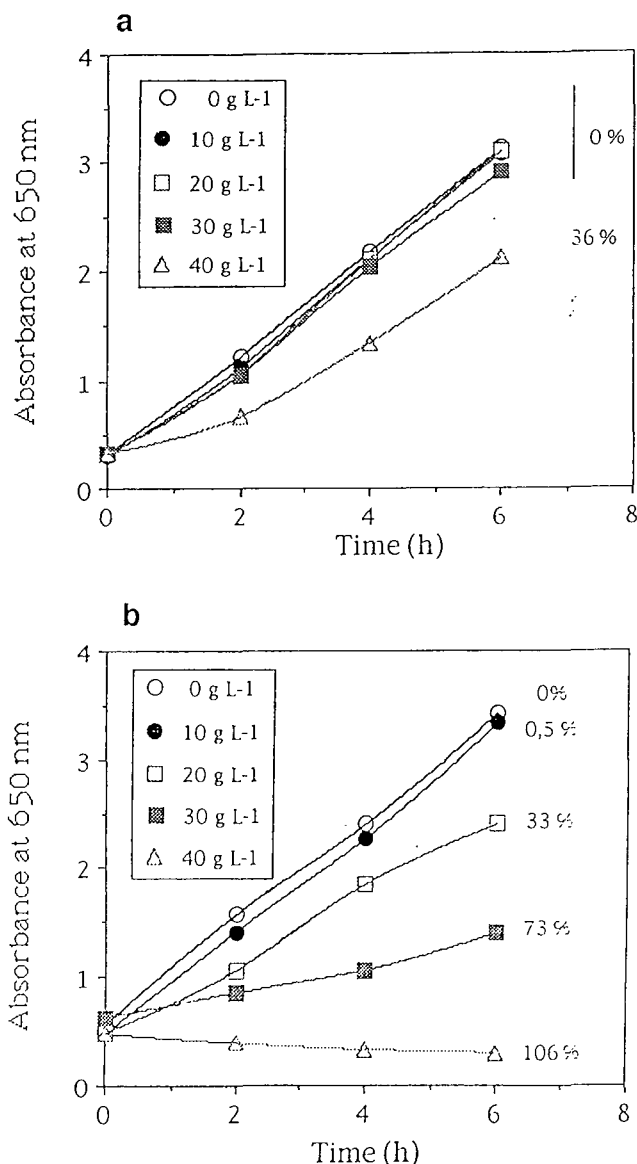 a
Absorbance at 650 nm
4
3
2
1
0
0 g L-1
10 g L-1
20 g L-1
30 g L-1
40 g L-1
0 %
36 %
0 2 4 6 8
Time (h)
b
Absorbance at 650 nm
4
3
2
1
0
0 g L-1
10 g L-1
20 g L-1
30 g L-1
40 g L-1
0%
0,5 %
33 %
73 %
106 %
0 2 4 6 8
Time (h)